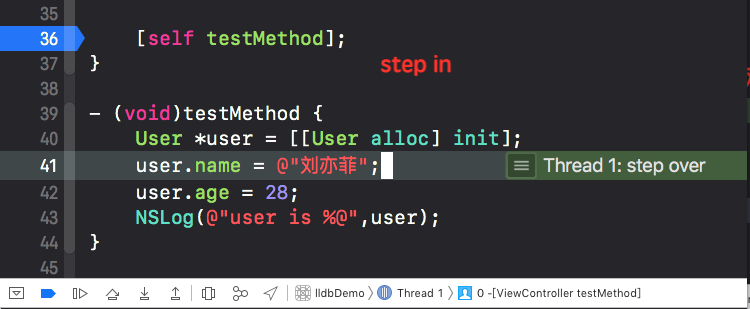 35
36 [self testMethod];
37 }
step in
38
39 - (void)testMethod {
40 User *user = [[User alloc] init];
41 user.name = @"刘亦菲"; Thread 1: step over
42 user.age = 28;
43 NSLog(@"user is %@",user);
44 }
45
lldbDemo 〉 Thread 1 〉 0 -[ViewController testMethod]